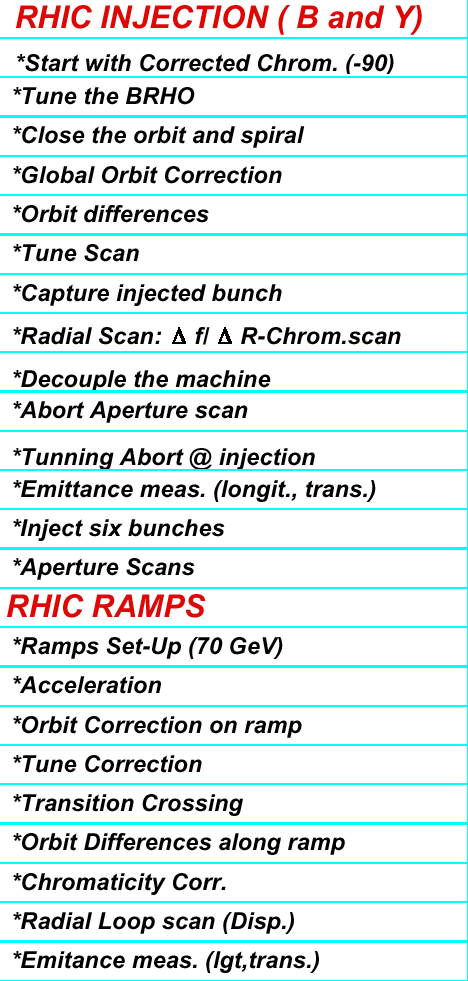 RHIC INJECTION ( B and Y)
*Start with Corrected Chrom. (-90)
*Tune the BRHO
*Close the orbit and spiral
*Global Orbit Correction
*Orbit differences
*Tune Scan
*Capture injected bunch
*Radial Scan: Δ f/ Δ R-Chrom.scan
*Decouple the machine
*Abort Aperture scan
*Tunning Abort @ injection
*Emittance meas. (longit., trans.)
*Inject six bunches
*Aperture Scans
RHIC RAMPS
*Ramps Set-Up (70 GeV)
*Acceleration
*Orbit Correction on ramp
*Tune Correction
*Transition Crossing
*Orbit Differences along ramp
*Chromaticity Corr.
*Radial Loop scan (Disp.)
*Emitance meas. (lgt,trans.)